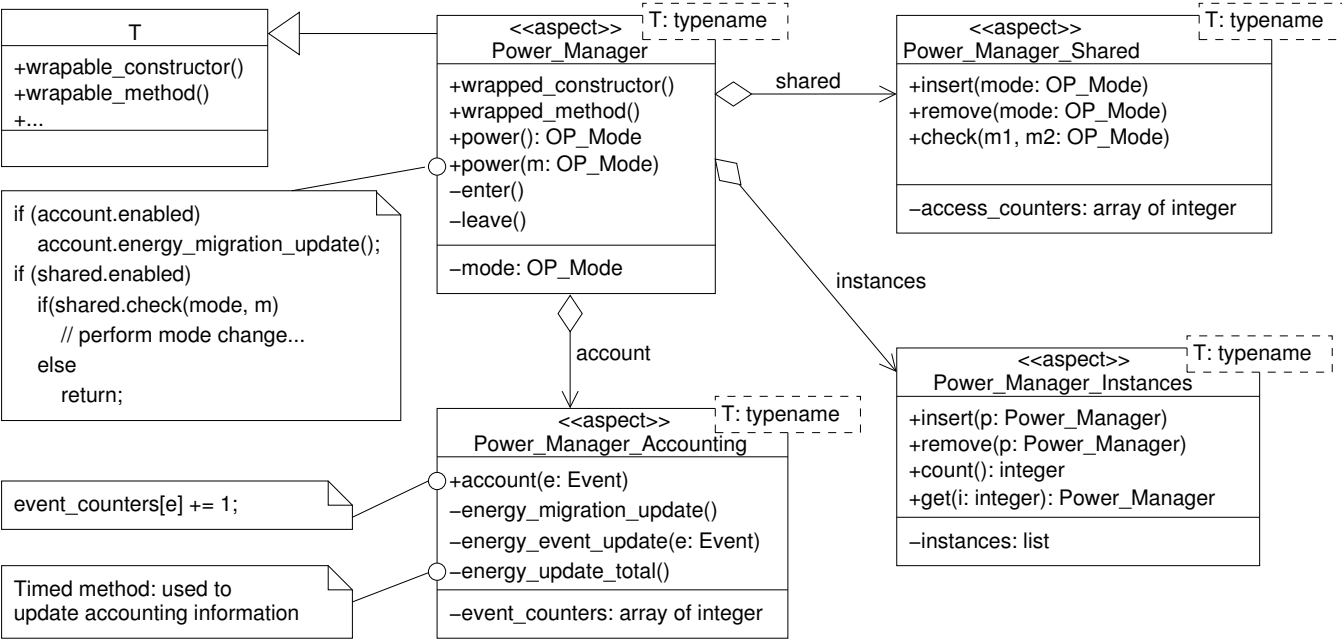 T
+wrapable_constructor()
+wrapable_method()
+...
<<aspect>>
Power_Manager
T: typename
+wrapped_constructor()
+wrapped_method()
+power(): OP_Mode
+power(m: OP_Mode)
−enter()
−leave()
−mode: OP_Mode
shared
<<aspect>>
Power_Manager_Shared
T: typename
+insert(mode: OP_Mode)
+remove(mode: OP_Mode)
+check(m1, m2: OP_Mode)
−access_counters: array of integer
if (account.enabled)
account.energy_migration_update();
if (shared.enabled)
if(shared.check(mode, m)
// perform mode change...
else
return;
instances
account
<<aspect>>
Power_Manager_Instances
T: typename
+insert(p: Power_Manager)
+remove(p: Power_Manager)
+count(): integer
+get(i: integer): Power_Manager
−instances: list
<<aspect>>
Power_Manager_Accounting
T: typename
+account(e: Event)
−energy_migration_update()
−energy_event_update(e: Event)
−energy_update_total()
−event_counters: array of integer
event_counters[e] += 1;
Timed method: used to
update accounting information